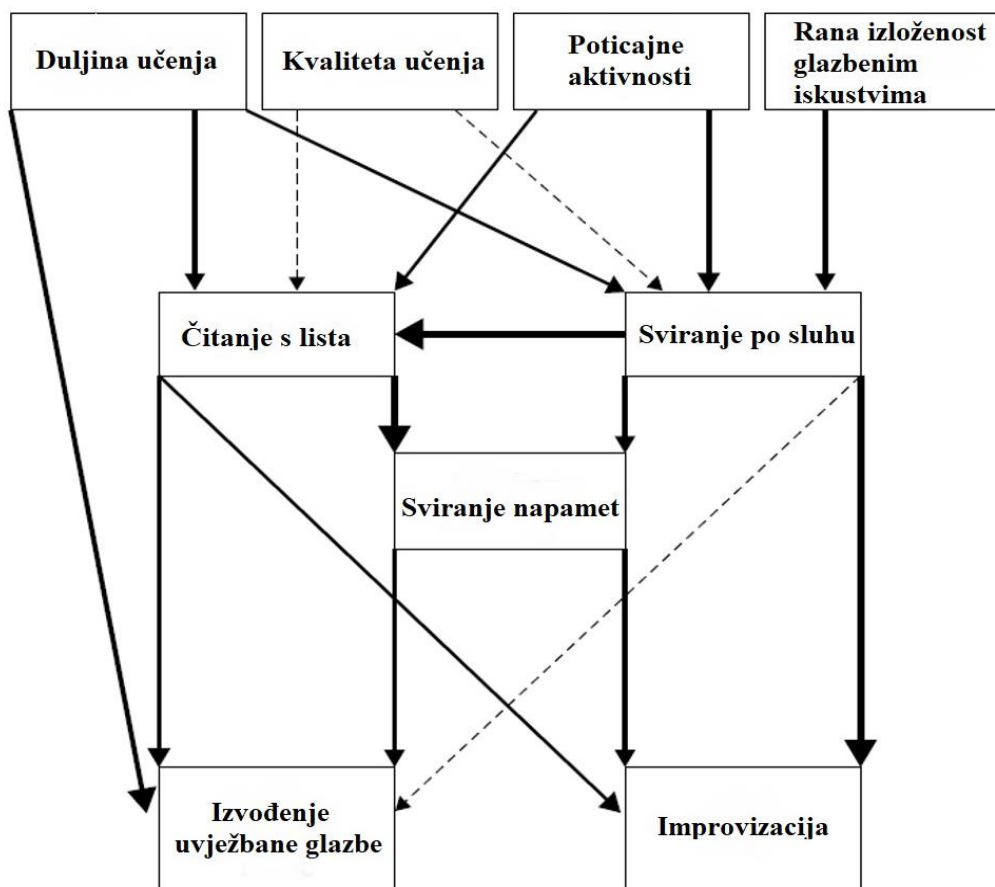 Duljina učenja
Kvaliteta učenja
Poticajne
aktivnosti
Rana izloženost
glazbenim
iskustvima
Čitanje s lista
Sviranje po sluhu
Sviranje napamet
Izvođenje
uvježbane glazbe
Improvizacija